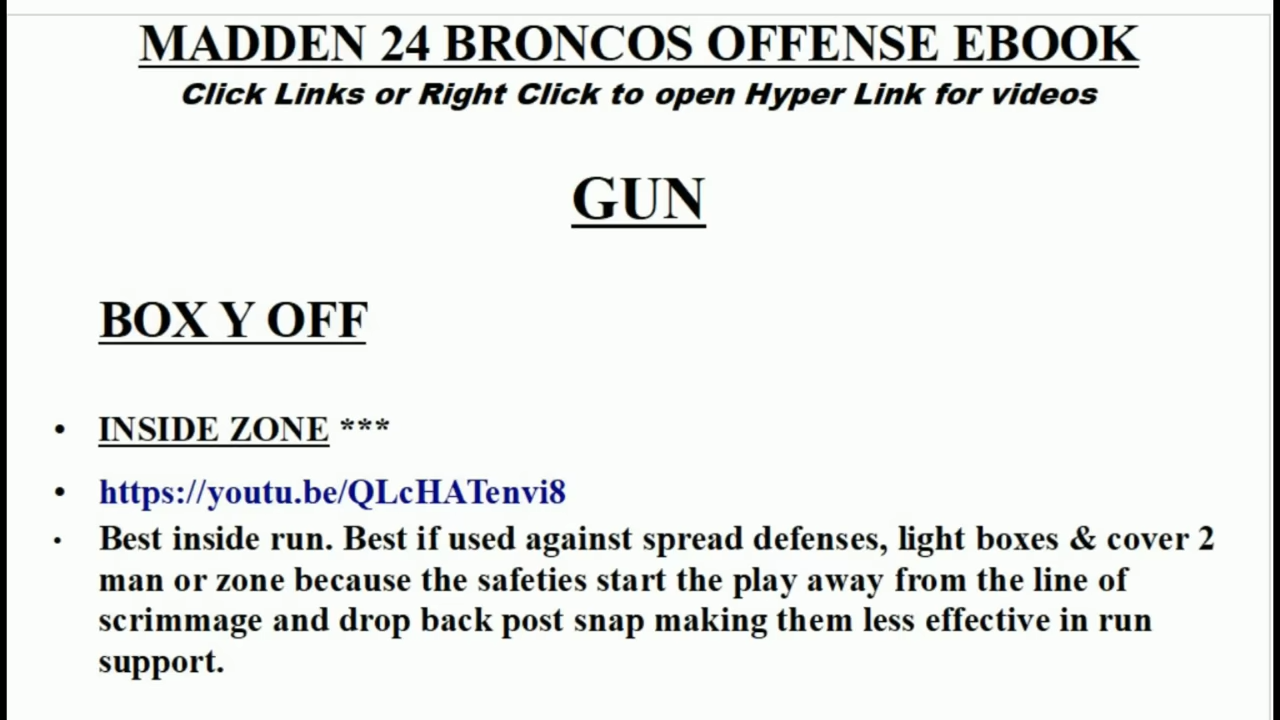 MADDEN 24 BRONCOS OFFENSE EBOOK
Click Links or Right Click to open Hyper Link for videos
GUN
BOX Y OFF
• INSIDE ZONE ***
• https://youtu.be/QLcHATenvi8
• Best inside run. Best if used against spread defenses, light boxes & cover 2
man or zone because the safeties start the play away from the line of
scrimmage and drop back post snap making them less effective in run
support.